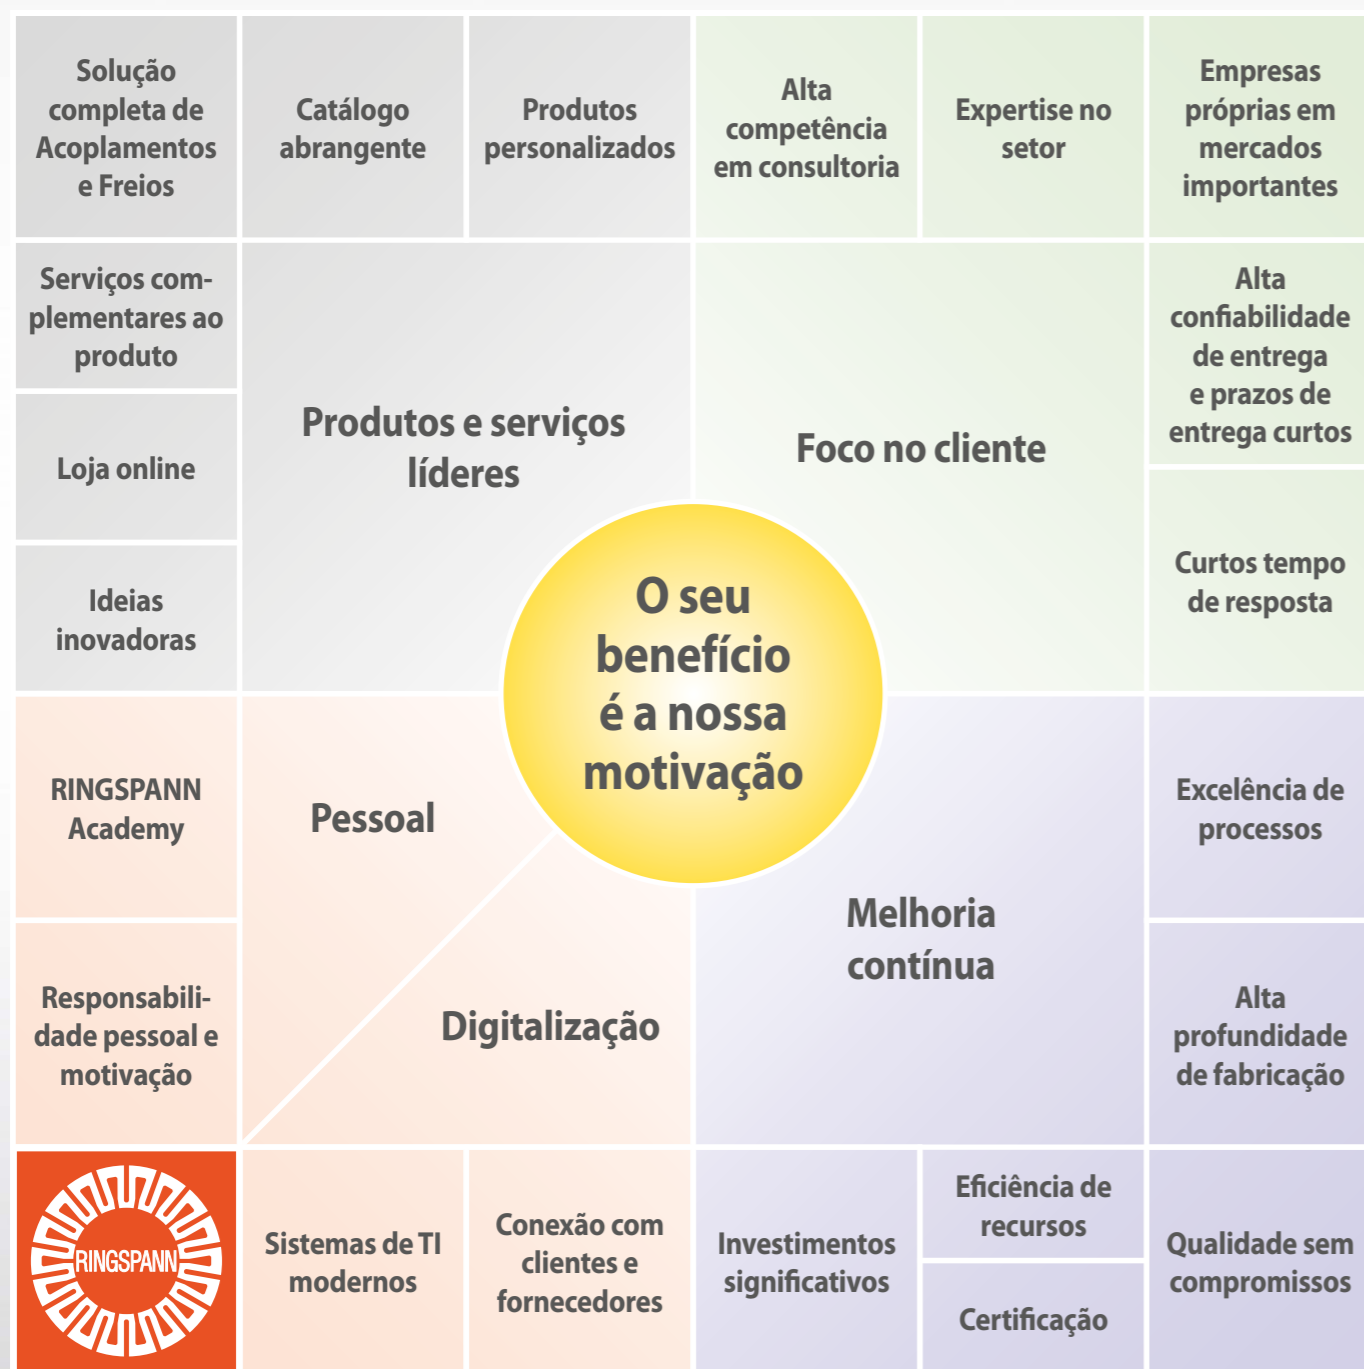 Solução
completa de
Acoplamentos
e Freios
Catálogo
abrangente
Produtos
personalizados
Alta
competência
em consultoria
Expertise no
setor
Empresas
próprias em
mercados
importantes
Serviços com-
plementares ao
produto
Loja online
Ideias
inovadoras
Produtos e serviços
líderes
Foco no cliente
Alta
confiabilidade
de entrega
e prazos de
entrega curtos
Curtos tempo
de resposta
O seu
benefício
é a nossa
motivação
RINGSPANN
Academy
Responsabili-
dade pessoal e
motivação
Pessoal
Digitalização
Melhoria
contínua
Excelência de
processos
Alta
profundidade
de fabricação
RINGSPANN
Sistemas de TI
modernos
Conexão com
clientes e
fornecedores
Investimentos
significativos
Eficiência de
recursos
Certificação
Qualidade sem
compromissos